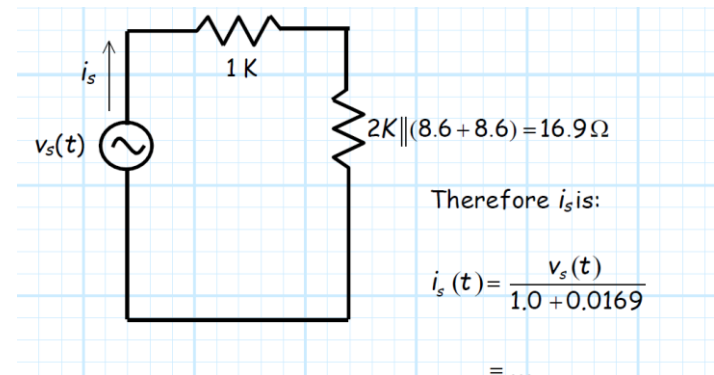 1 K
i_s
v_s(t)
2K||(8.6+8.6)=16.9Ω
Therefore i_s is:
i_s (t)= v_s(t) / 1.0 +0.0169
= ...